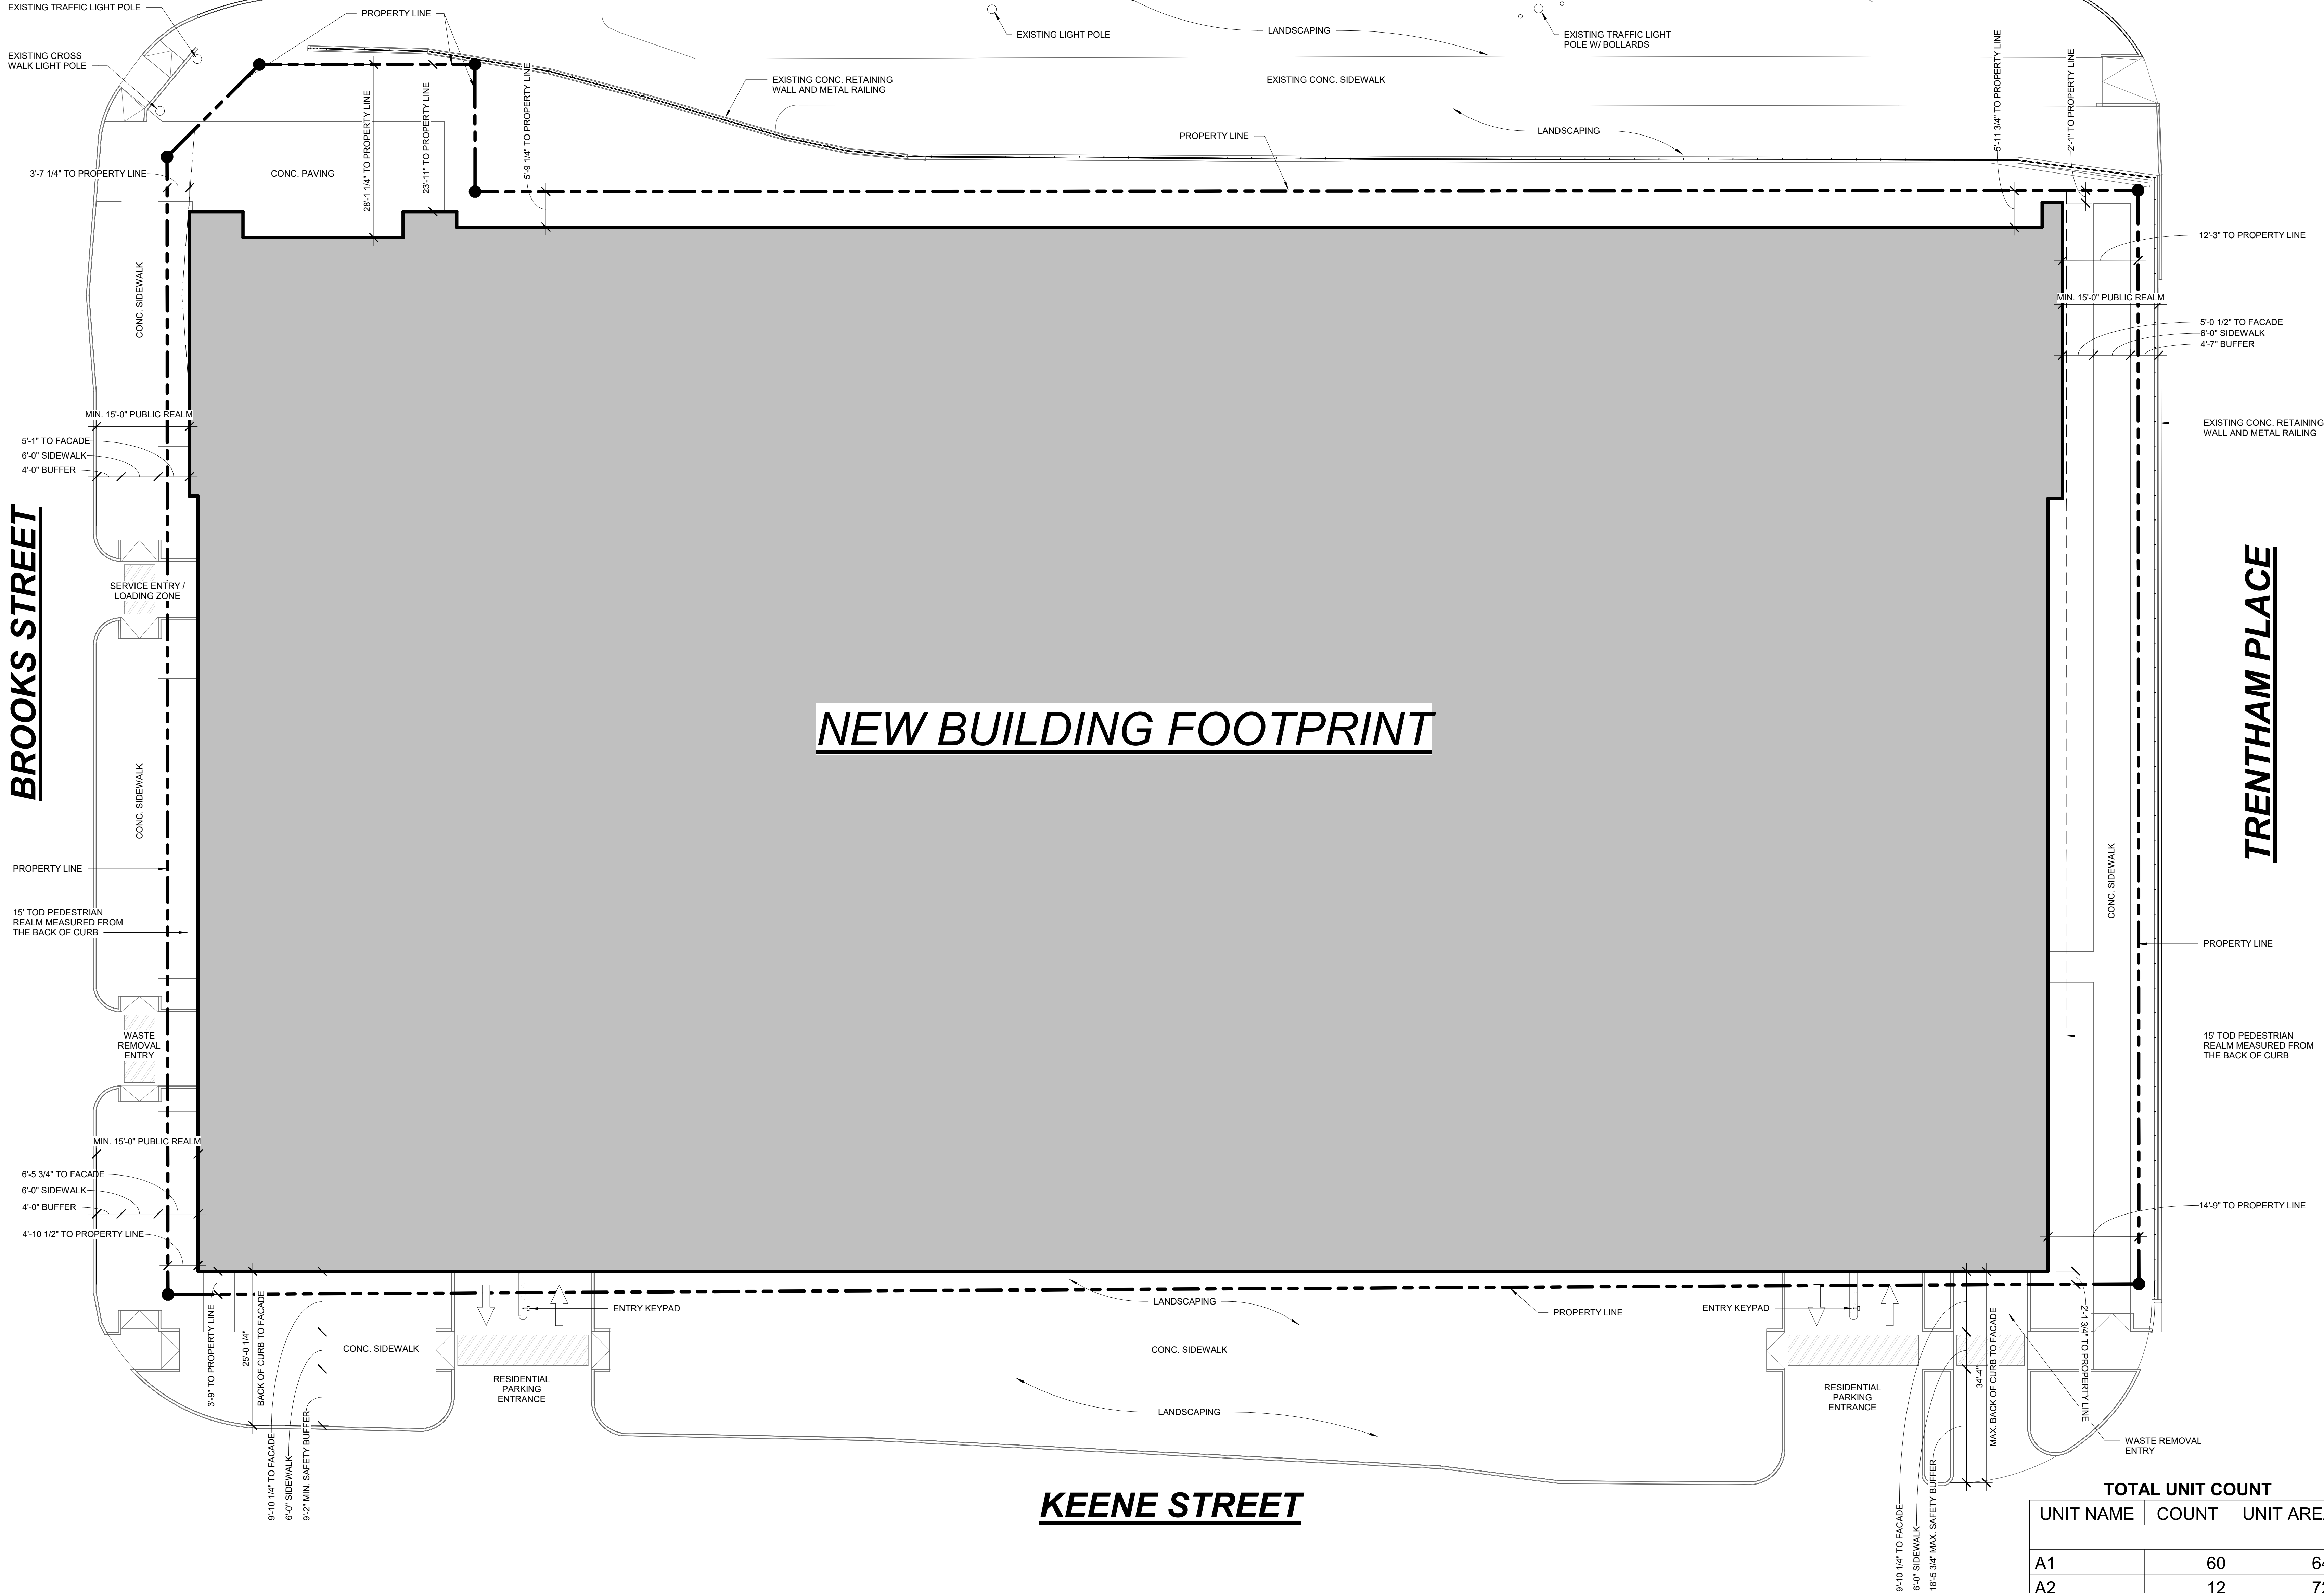 EXISTING TRAFFIC LIGHT POLE
EXISTING CROSS
WALK LIGHT POLE
PROPERTY LINE
EXISTING LIGHT POLE
LANDSCAPING
EXISTING TRAFFIC LIGHT
POLE W/ BOLLARDS
EXISTING CONC. RETAINING
WALL AND METAL RAILING
EXISTING CONC. SIDEWALK
PROPERTY LINE
LANDSCAPING
28'-1 1/4" TO PROPERTY LINE
23'-11" TO PROPERTY LINE
5'-9 1/4" TO PROPERTY LINE
5'-11 3/4" TO PROPERTY LINE
2'-1" TO PROPERTY LINE
3'-7 1/4" TO PROPERTY LINE
CONC. PAVING
CONC. SIDEWALK
12'-3" TO PROPERTY LINE
MIN. 15'-0" PUBLIC REALM
5'-0 1/2" TO FACADE
6'-0" SIDEWALK
4'-7" BUFFER
EXISTING CONC. RETAINING
WALL AND METAL RAILING
MIN. 15'-0" PUBLIC REALM
5'-1" TO FACADE
6'-0" SIDEWALK
4'-0" BUFFER
BROOKS STREET
SERVICE ENTRY /
LOADING ZONE
NEW BUILDING FOOTPRINT
TRENTHAM PLACE
CONC. SIDEWALK
CONC. SIDEWALK
PROPERTY LINE
15' TOD PEDESTRIAN
REALM MEASURED FROM
THE BACK OF CURB
PROPERTY LINE
WASTE
REMOVAL
ENTRY
15' TOD PEDESTRIAN
REALM MEASURED FROM
THE BACK OF CURB
MIN. 15'-0" PUBLIC REALM
6'-5 3/4" TO FACADE
6'-0" SIDEWALK
4'-0" BUFFER
4'-10 1/2" TO PROPERTY LINE
14'-9" TO PROPERTY LINE
3'-9" TO PROPERTY LINE
25'-0 1/4"
BACK OF CURB TO FACADE
9'-10 1/4" TO FACADE
6'-0" SIDEWALK
9'-2" MIN. SAFETY BUFFER
CONC. SIDEWALK
ENTRY KEYPAD
RESIDENTIAL
PARKING
ENTRANCE
LANDSCAPING
CONC. SIDEWALK
LANDSCAPING
PROPERTY LINE
ENTRY KEYPAD
RESIDENTIAL
PARKING
ENTRANCE
9'-10 1/4" TO FACADE
6'-0" SIDEWALK
18'-5 3/4" MAX. SAFETY BUFFER
34'-4"
MAX. BACK OF CURB TO FACADE
2'-1 3/4" TO PROPERTY LINE
WASTE REMOVAL
ENTRY
KEENE STREET
TOTAL UNIT COUNT
UNIT NAME COUNT UNIT AREA
A1 60
A2 12